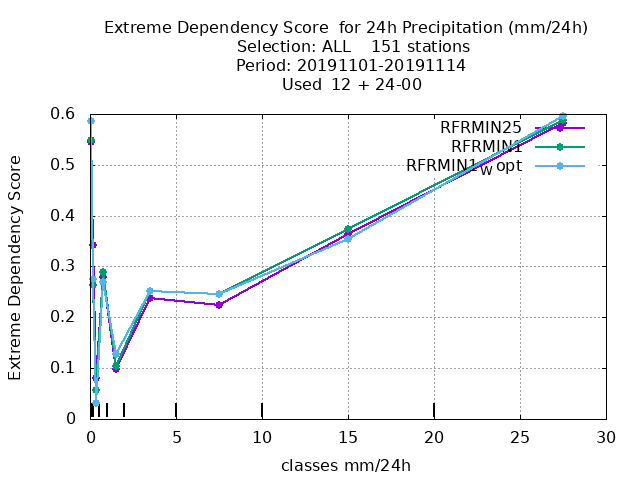 Extreme Dependency Score  for 24h Precipitation (mm/24h)
Selection: ALL    151 stations
Period: 20191101-20191114
Used  12 + 24-00
Extreme Dependency Score
0.6
0.5
0.4
0.3
0.2
0.1
0
RFRMIN25
RFRMIN1
RFRMIN1wopt
0 5 10 15 20 25 30
classes mm/24h